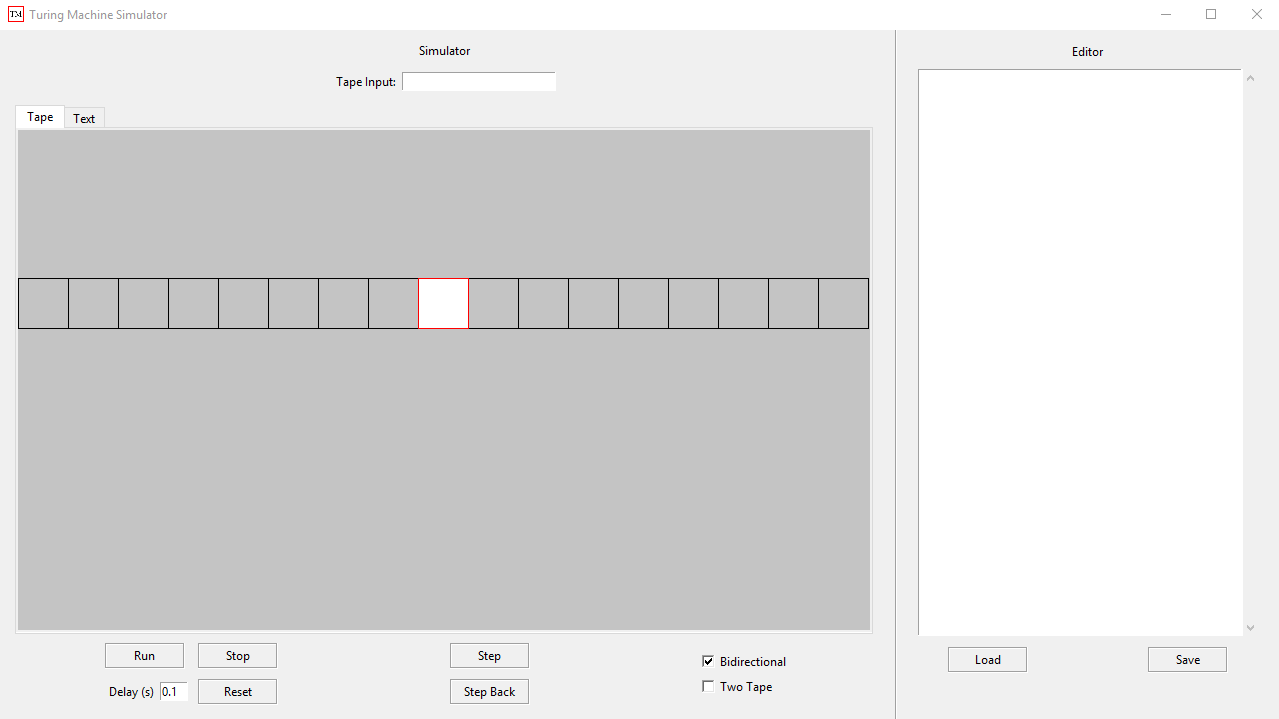 TM Turing Machine Simulator
Simulator
Editor
Tape Input:
Tape Text
Run Stop Step
Bidirectional
Load Save
Delay (s) 0.1 Reset Step Back
Two Tape